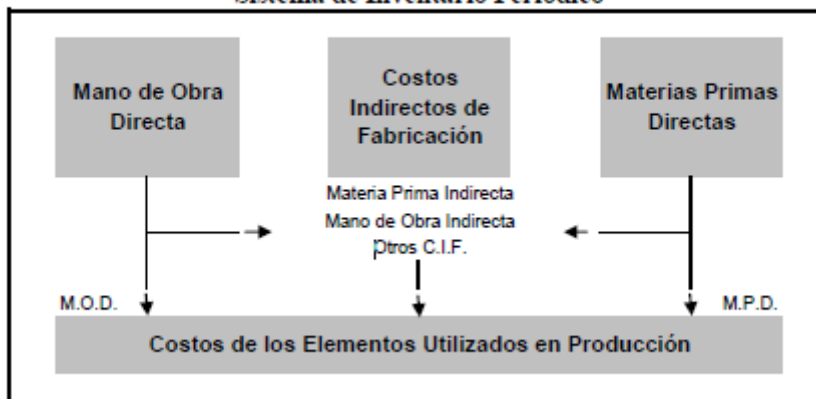 Sistema de Inventario Periódico
Mano de Obra
Directa
Costos
Indirectos de
Fabricación
Materias Primas
Directas
Materia Prima Indirecta
Mano de Obra Indirecta
Otros C.I.F.
M.O.D.
M.P.D.
Costos de los Elementos Utilizados en Producción